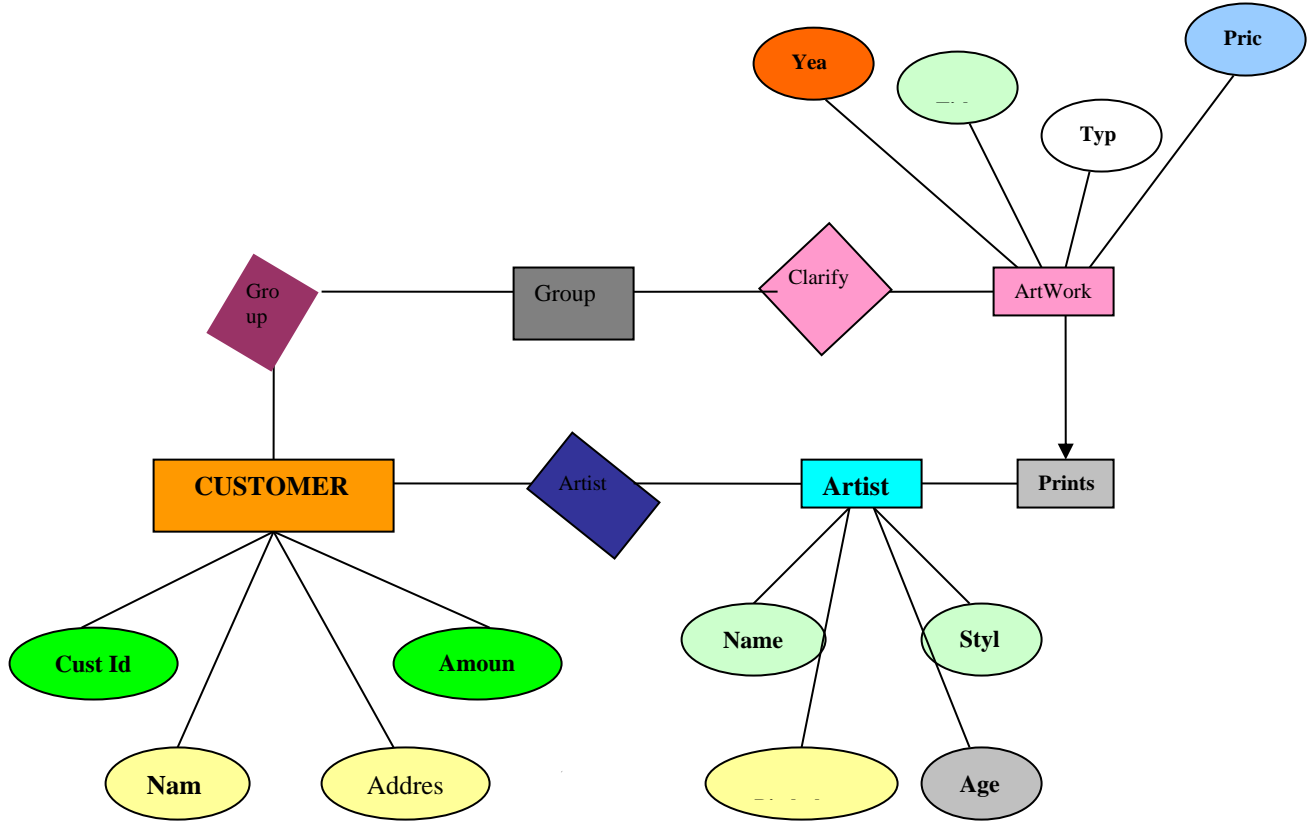 Pric
Yea
Typ
Gro
up
Group
Clarify
ArtWork
CUSTOMER
Artist
Artist
Prints
Cust Id
Amoun
Name
Styl
Nam
Addres
Age